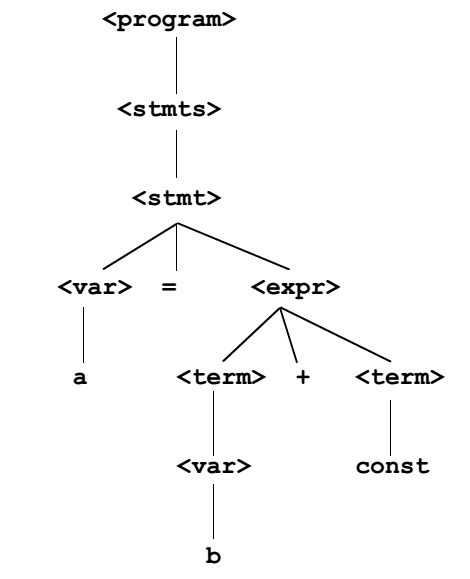 <program>
<stmts>
<stmt>
<var> = <expr>
a <term> + <term>
<var> const
b